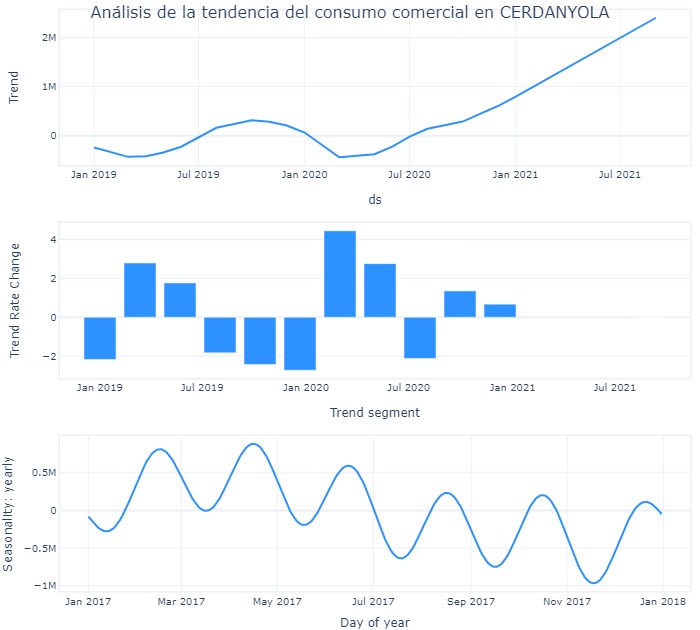 Análisis de la tendencia del consumo comercial en CERDANYOLA
Trend
2M
1M
0
Jan 2019
Jul 2019
Jan 2020
Jul 2020
Jan 2021
Jul 2021
ds
Trend Rate Change
4
2
0
−2
Jan 2019
Jul 2019
Jan 2020
Jul 2020
Jan 2021
Jul 2021
Trend segment
Seasonality: yearly
0.5M
0
−0.5M
−1M
Jan 2017
Mar 2017
May 2017
Jul 2017
Sep 2017
Nov 2017
Jan 2018
Day of year